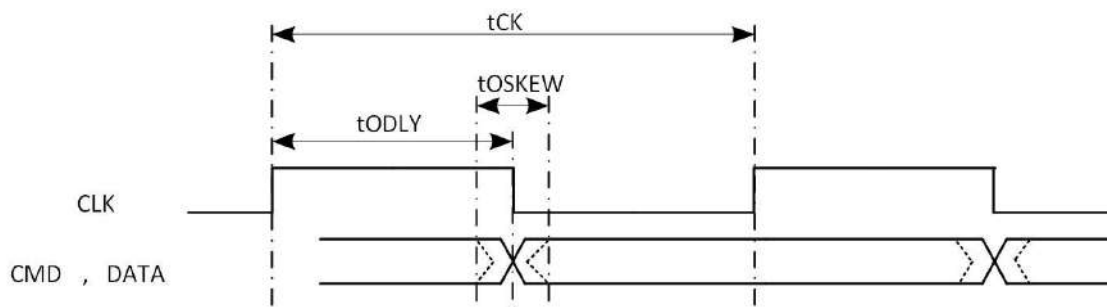 tCK
tOSKEW
tODLY
CLK
CMD , DATA